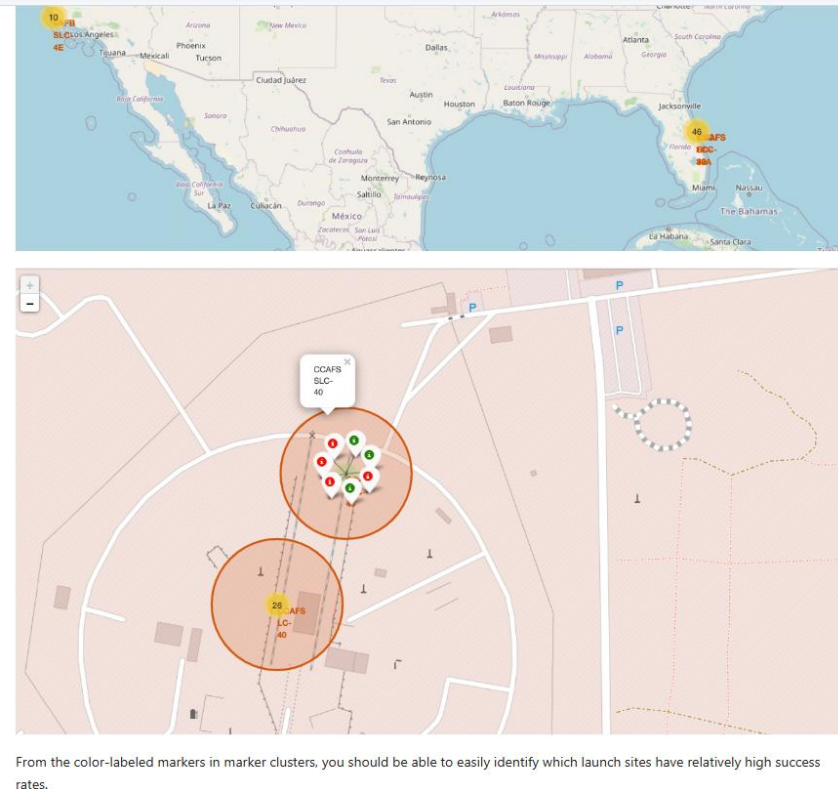 10
SLC-
Los Angeles
4E
Tijuana
Mexicali
Arizona
Phoenix
Tucson
New Mexico
Ciudad Juárez
Dallas
Texas
Austin
San Antonio
Houston
Arkansas
Louisiana
Baton Rouge
Mississippi
Alabama
Atlanta
Georgia
South Carolina
Charlotte
North Carolina
Jacksonville
46
AFS
Florida
Miami
Nassau
The Bahamas
La Habana
Santa Clara
Baja California
Sonora
Chihuahua
Coahuila
de Zaragoza
Monterrey
Reynosa
Saltillo
Tamaulipas
Baja California
Sur
La Paz
Culiacán
Durango
México
Zacatecas
San Luis
Potosí
Aguascalientes
+
−
P
P
P
CCAFS
SLC-
40
×
26
AFS
LC-
40
From the color-labeled markers in marker clusters, you should be able to easily identify which launch sites have relatively high success
rates.